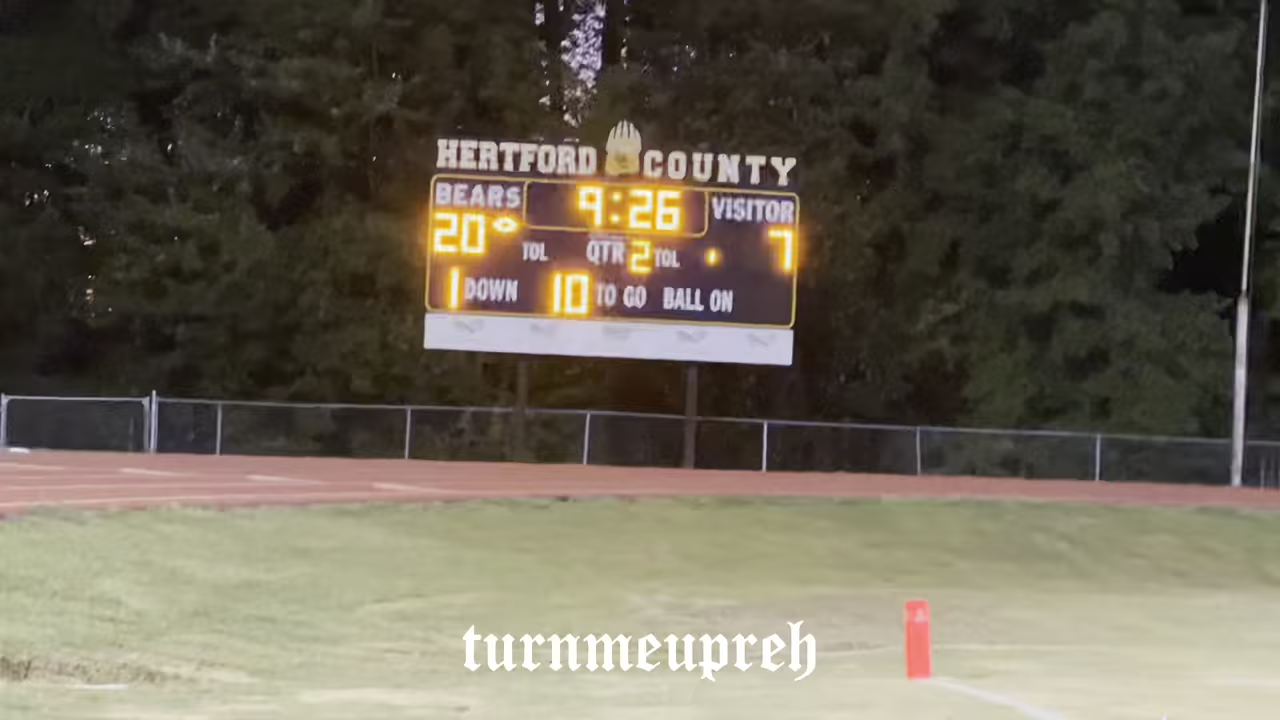 HERTFORD COUNTY
BEARS 9:26 VISITOR
20 TOL QTR 2 TOL 7
1 DOWN 10 TO GO BALL ON
turnmeupreh